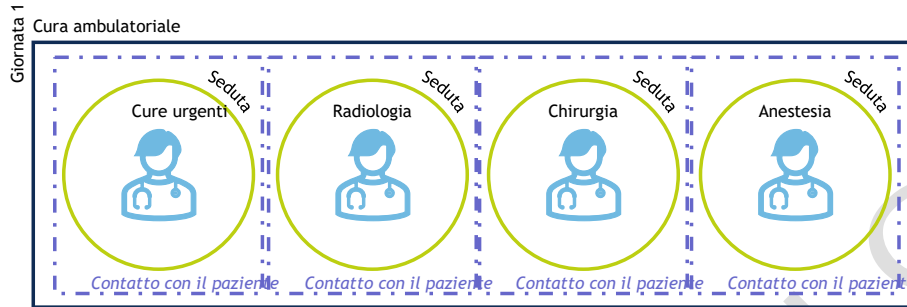 Giornata 1
Cura ambulatoriale
Seduta
Cure urgenti
Contatto con il paziente
Seduta
Radiologia
Contatto con il paziente
Seduta
Chirurgia
Contatto con il paziente
Seduta
Anestesia
Contatto con il paziente